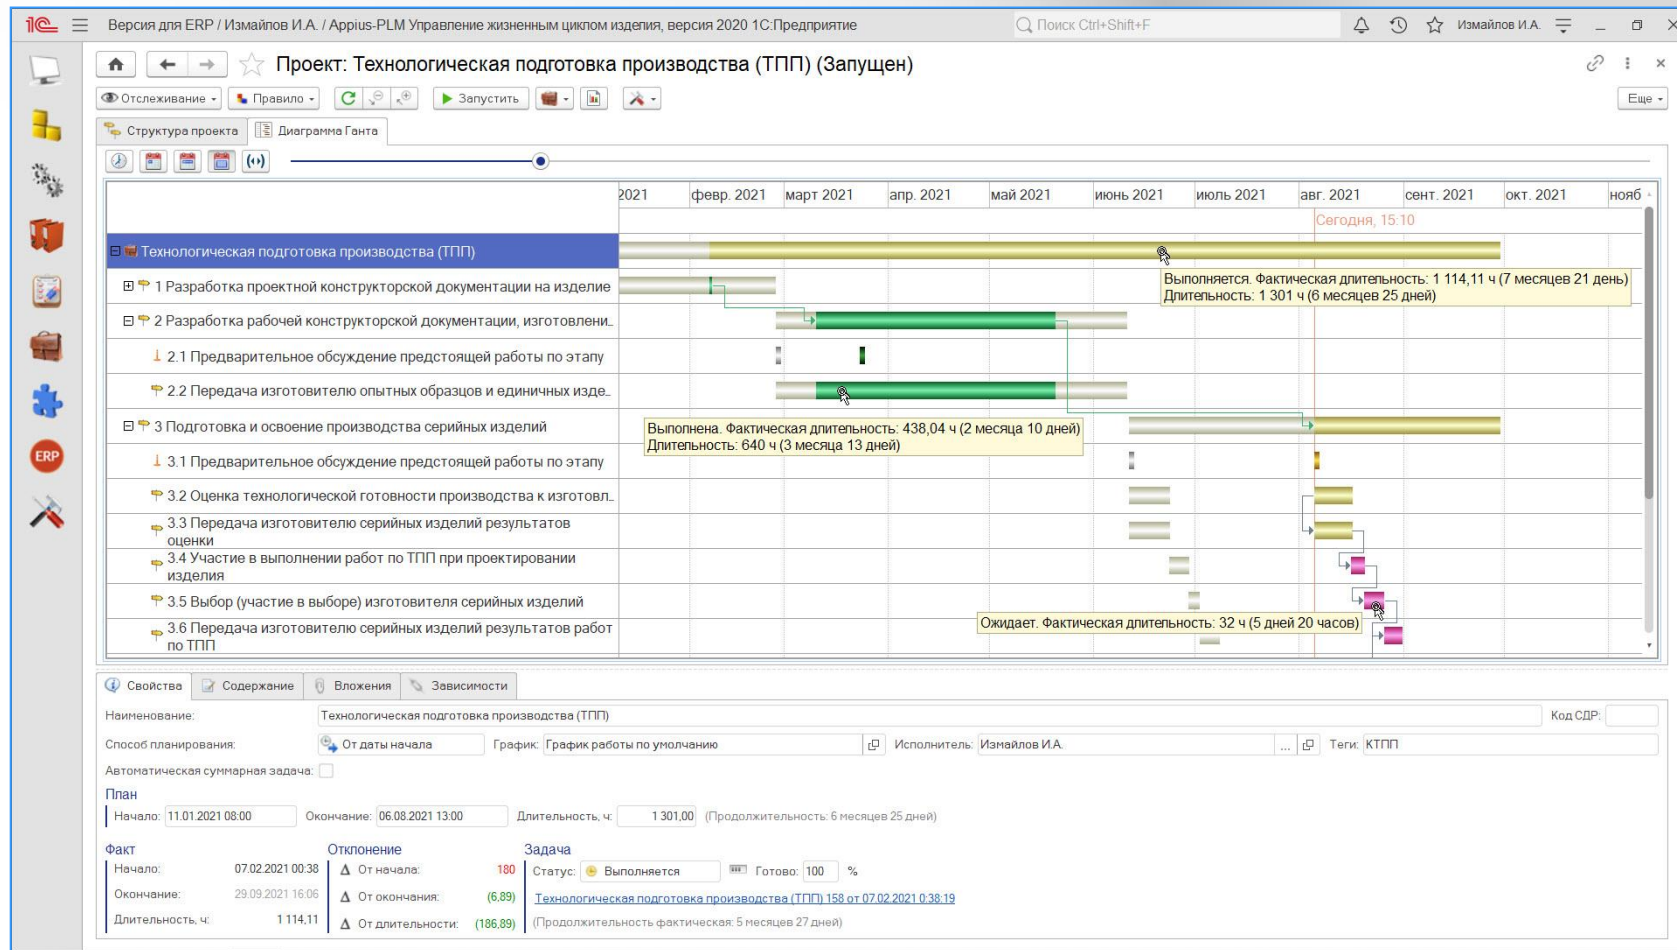 1С Версия для ERP / Измайлов И.А. / Appius-PLM Управление жизненным циклом изделия, версия 2020 1С:Предприятие
Поиск Ctrl+Shift+F
Измайлов И.А.
Проект: Технологическая подготовка производства (ТПП) (Запущен)
Отслеживание
Правило
Запустить
Еще
Структура проекта
Диаграмма Ганта
2021 февр. 2021 март 2021 апр. 2021 май 2021 июнь 2021 июль 2021 авг. 2021 сент. 2021 окт. 2021 нояб
Сегодня, 15:10
Технологическая подготовка производства (ТПП)
Выполняется. Фактическая длительность: 1 114,11 ч (7 месяцев 21 день)
Длительность: 1 301 ч (6 месяцев 25 дней)
1 Разработка проектной конструкторской документации на изделие
2 Разработка рабочей конструкторской документации, изготовлени...
2.1 Предварительное обсуждение предстоящей работы по этапу
2.2 Передача изготовителю опытных образцов и единичных изде...
3 Подготовка и освоение производства серийных изделий
Выполнена. Фактическая длительность: 438,04 ч (2 месяца 10 дней)
Длительность: 640 ч (3 месяца 13 дней)
3.1 Предварительное обсуждение предстоящей работы по этапу
3.2 Оценка технологической готовности производства к изготовл...
3.3 Передача изготовителю серийных изделий результатов
оценки
3.4 Участие в выполнении работ по ТПП при проектировании
изделия
3.5 Выбор (участие в выборе) изготовителя серийных изделий
Ожидает. Фактическая длительность: 32 ч (5 дней 20 часов)
3.6 Передача изготовителю серийных изделий результатов работ
по ТПП
ERP
Свойства
Содержание
Вложения
Зависимости
Наименование: Технологическая подготовка производства (ТПП) Код СДР:
Способ планирования: От даты начала График: График работы по умолчанию Исполнитель: Измайлов И.А. ... Теги: КТПП
Автоматическая суммарная задача:
План
Начало: 11.01.2021 08:00 Окончание: 06.08.2021 13:00 Длительность, ч: 1 301,00 (Продолжительность: 6 месяцев 25 дней)
Факт Отклонение Задача
Начало: 07.02.2021 00:38 Δ От начала: 180 Статус: Выполняется Готово: 100 %
Окончание: 29.09.2021 16:06 Δ От окончания: (6,89) Технологическая подготовка производства (ТПП) 158 от 07.02.2021 0:38:19
Длительность, ч: 1 114,11 Δ От длительности: (186,89) (Продолжительность фактическая: 5 месяцев 27 дней)